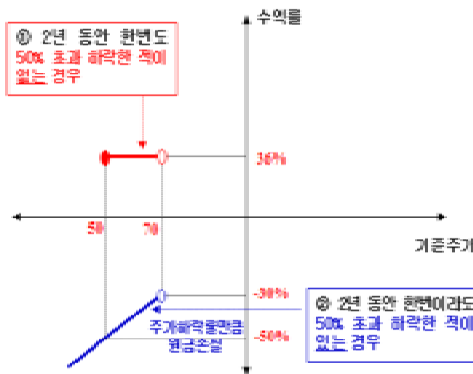 수익률
① 2년 동안 한번도
50% 초과 하락한 적이
없는 경우
36%
50
70
기준주가
-30%
② 2년 동안 한번이라도
50% 초과 하락한 적이
있는 경우
주가하락률만큼
원금손실
-50%